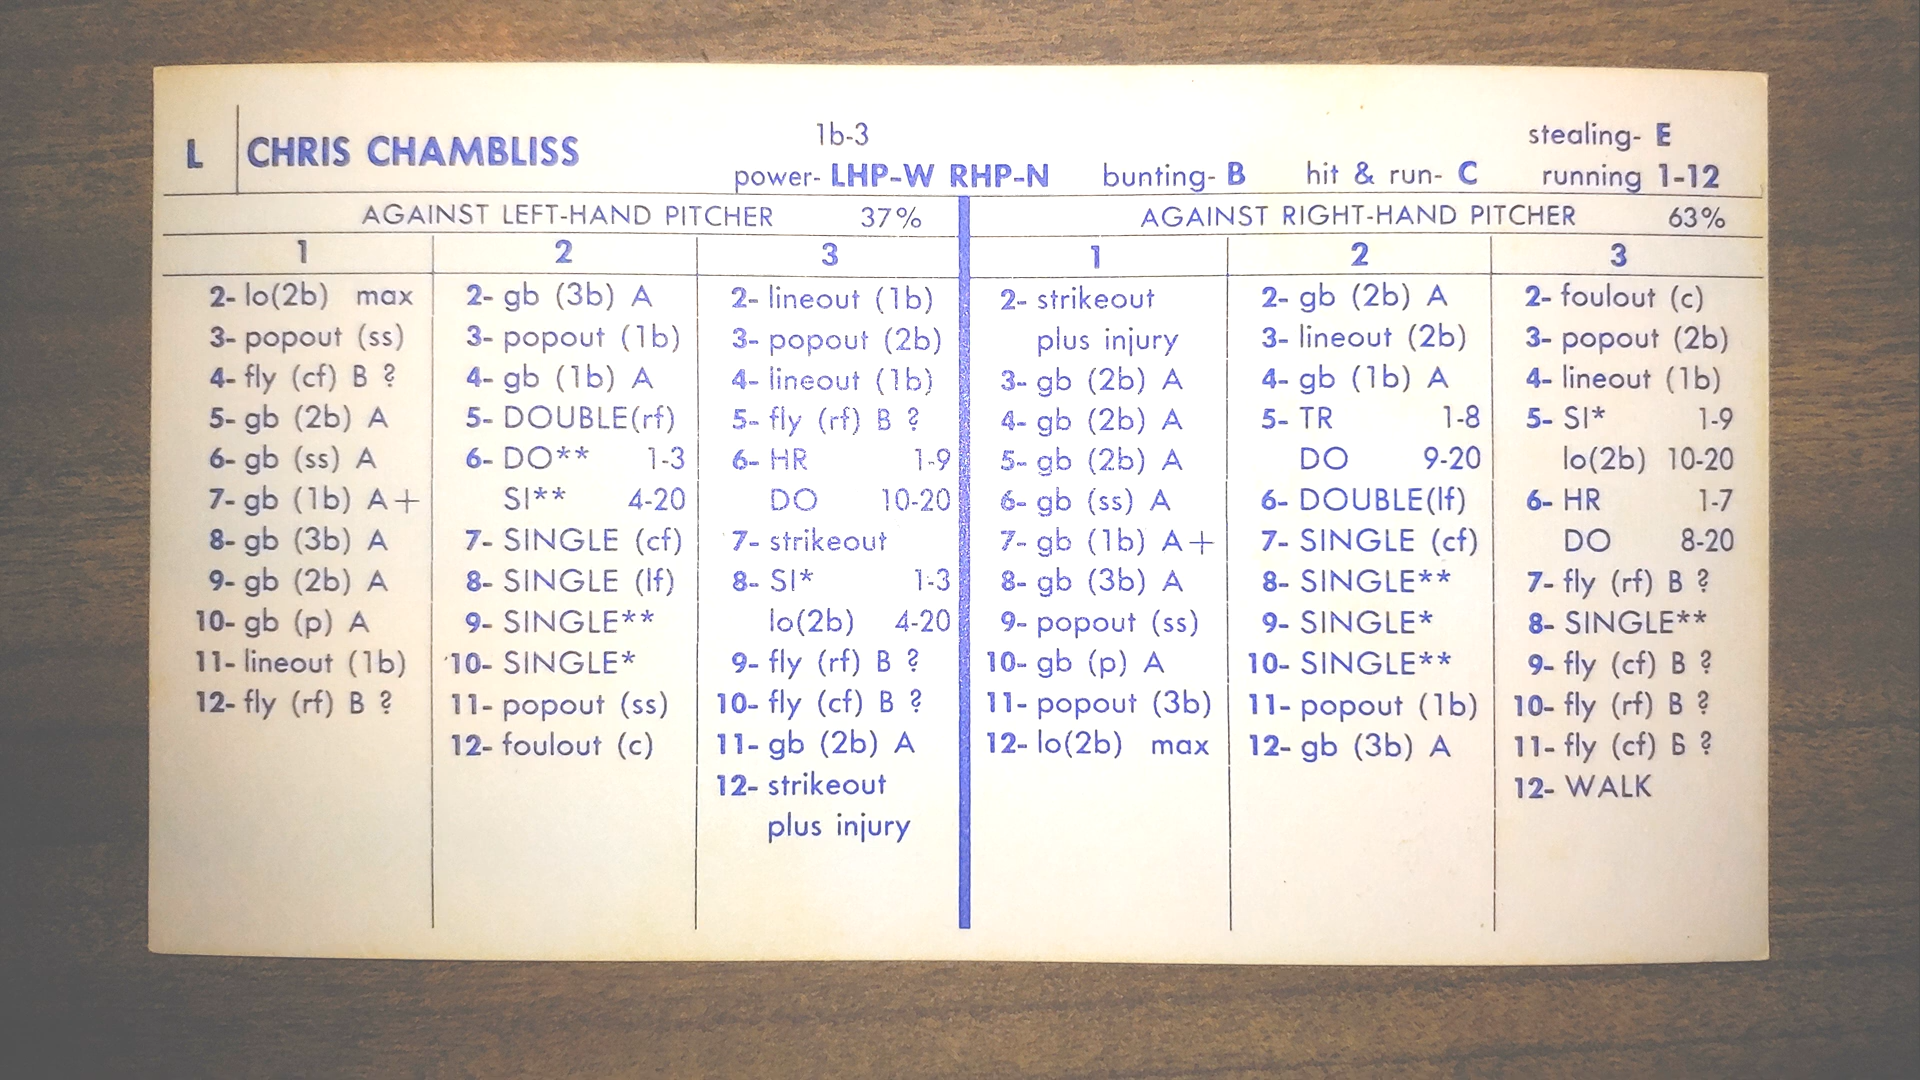 L CHRIS CHAMBLISS
1b-3
power- LHP-W RHP-N bunting- B hit & run- C
stealing- E
running 1-12
AGAINST LEFT-HAND PITCHER 37%
1
2- lo(2b) max
3- popout (ss)
4- fly (cf) B ?
5- gb (2b) A
6- gb (ss) A
7- gb (1b) A+
8- gb (3b) A
9- gb (2b) A
10- gb (p) A
11- lineout (1b)
12- fly (rf) B ?
2
2- gb (3b) A
3- popout (1b)
4- gb (1b) A
5- DOUBLE(rf)
6- DO** 1-3
SI** 4-20
7- SINGLE (cf)
8- SINGLE (lf)
9- SINGLE**
10- SINGLE*
11- popout (ss)
12- foulout (c)
3
2- lineout (1b)
3- popout (2b)
4- lineout (1b)
5- fly (rf) B ?
6- HR 1-9
DO 10-20
7- strikeout
8- SI* 1-3
lo(2b) 4-20
9- fly (rf) B ?
10- fly (cf) B ?
11- gb (2b) A
12- strikeout
plus injury
AGAINST RIGHT-HAND PITCHER 63%
1
2- strikeout
plus injury
3- gb (2b) A
4- gb (2b) A
5- gb (2b) A
6- gb (ss) A
7- gb (1b) A+
8- gb (3b) A
9- popout (ss)
10- gb (p) A
11- popout (3b)
12- lo(2b) max
2
2- gb (2b) A
3- lineout (2b)
4- gb (1b) A
5- TR 1-8
DO 9-20
6- DOUBLE(lf)
7- SINGLE (cf)
8- SINGLE**
9- SINGLE*
10- SINGLE**
11- popout (1b)
12- gb (3b) A
3
2- foulout (c)
3- popout (2b)
4- lineout (1b)
5- SI* 1-9
lo(2b) 10-20
6- HR 1-7
DO 8-20
7- fly (rf) B ?
8- SINGLE**
9- fly (cf) B ?
10- fly (rf) B ?
11- fly (cf) B ?
12- WALK